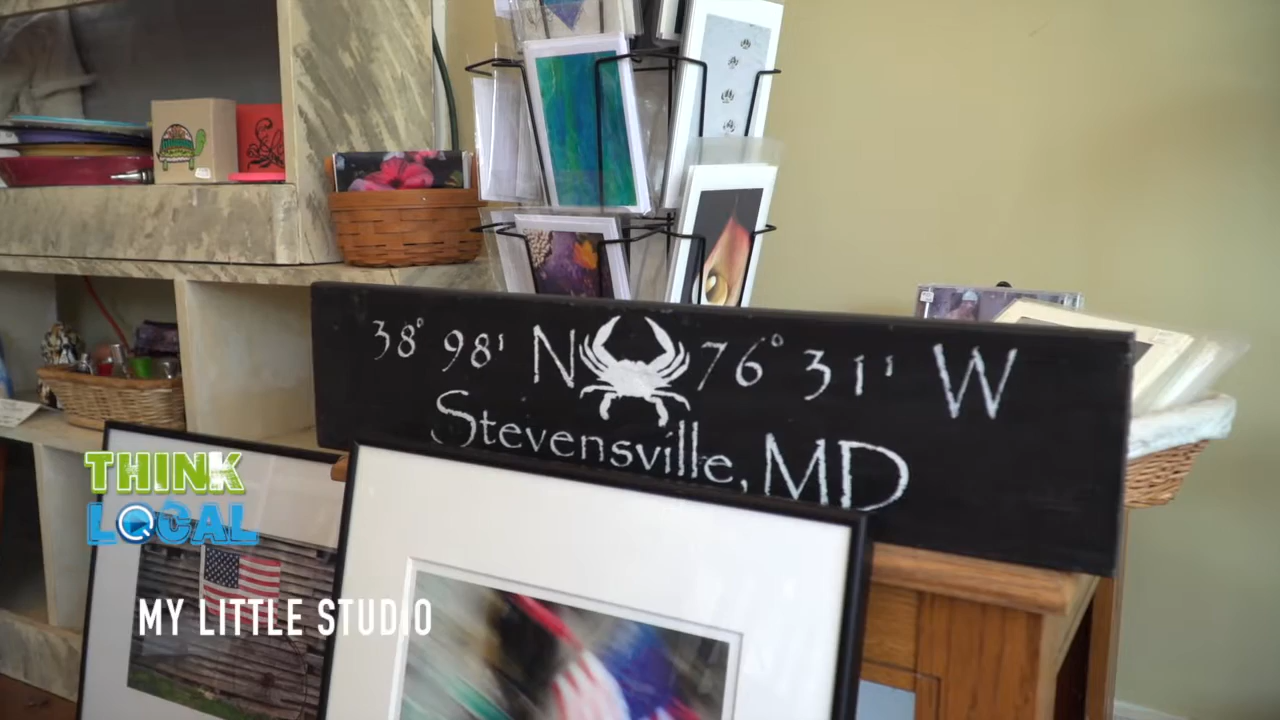 38° 98' N 76° 31' W
Stevensville, MD
THINK
LOCAL
MY LITTLE STUDIO